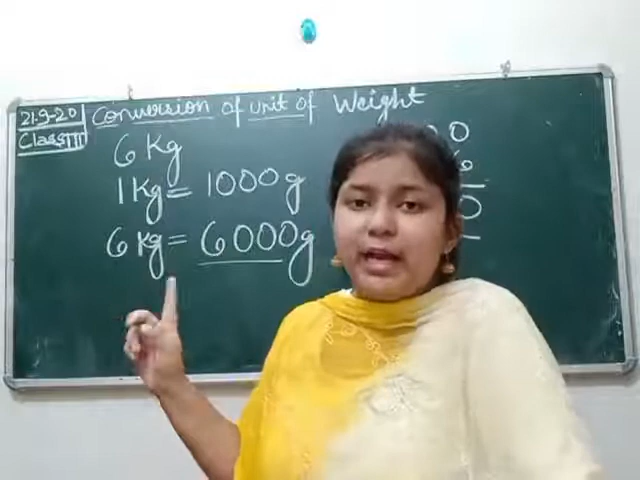 21.9.20
Class III
Conversion of unit of Weight
6 Kg
1 Kg = 1000 g
6 Kg = 6000 g